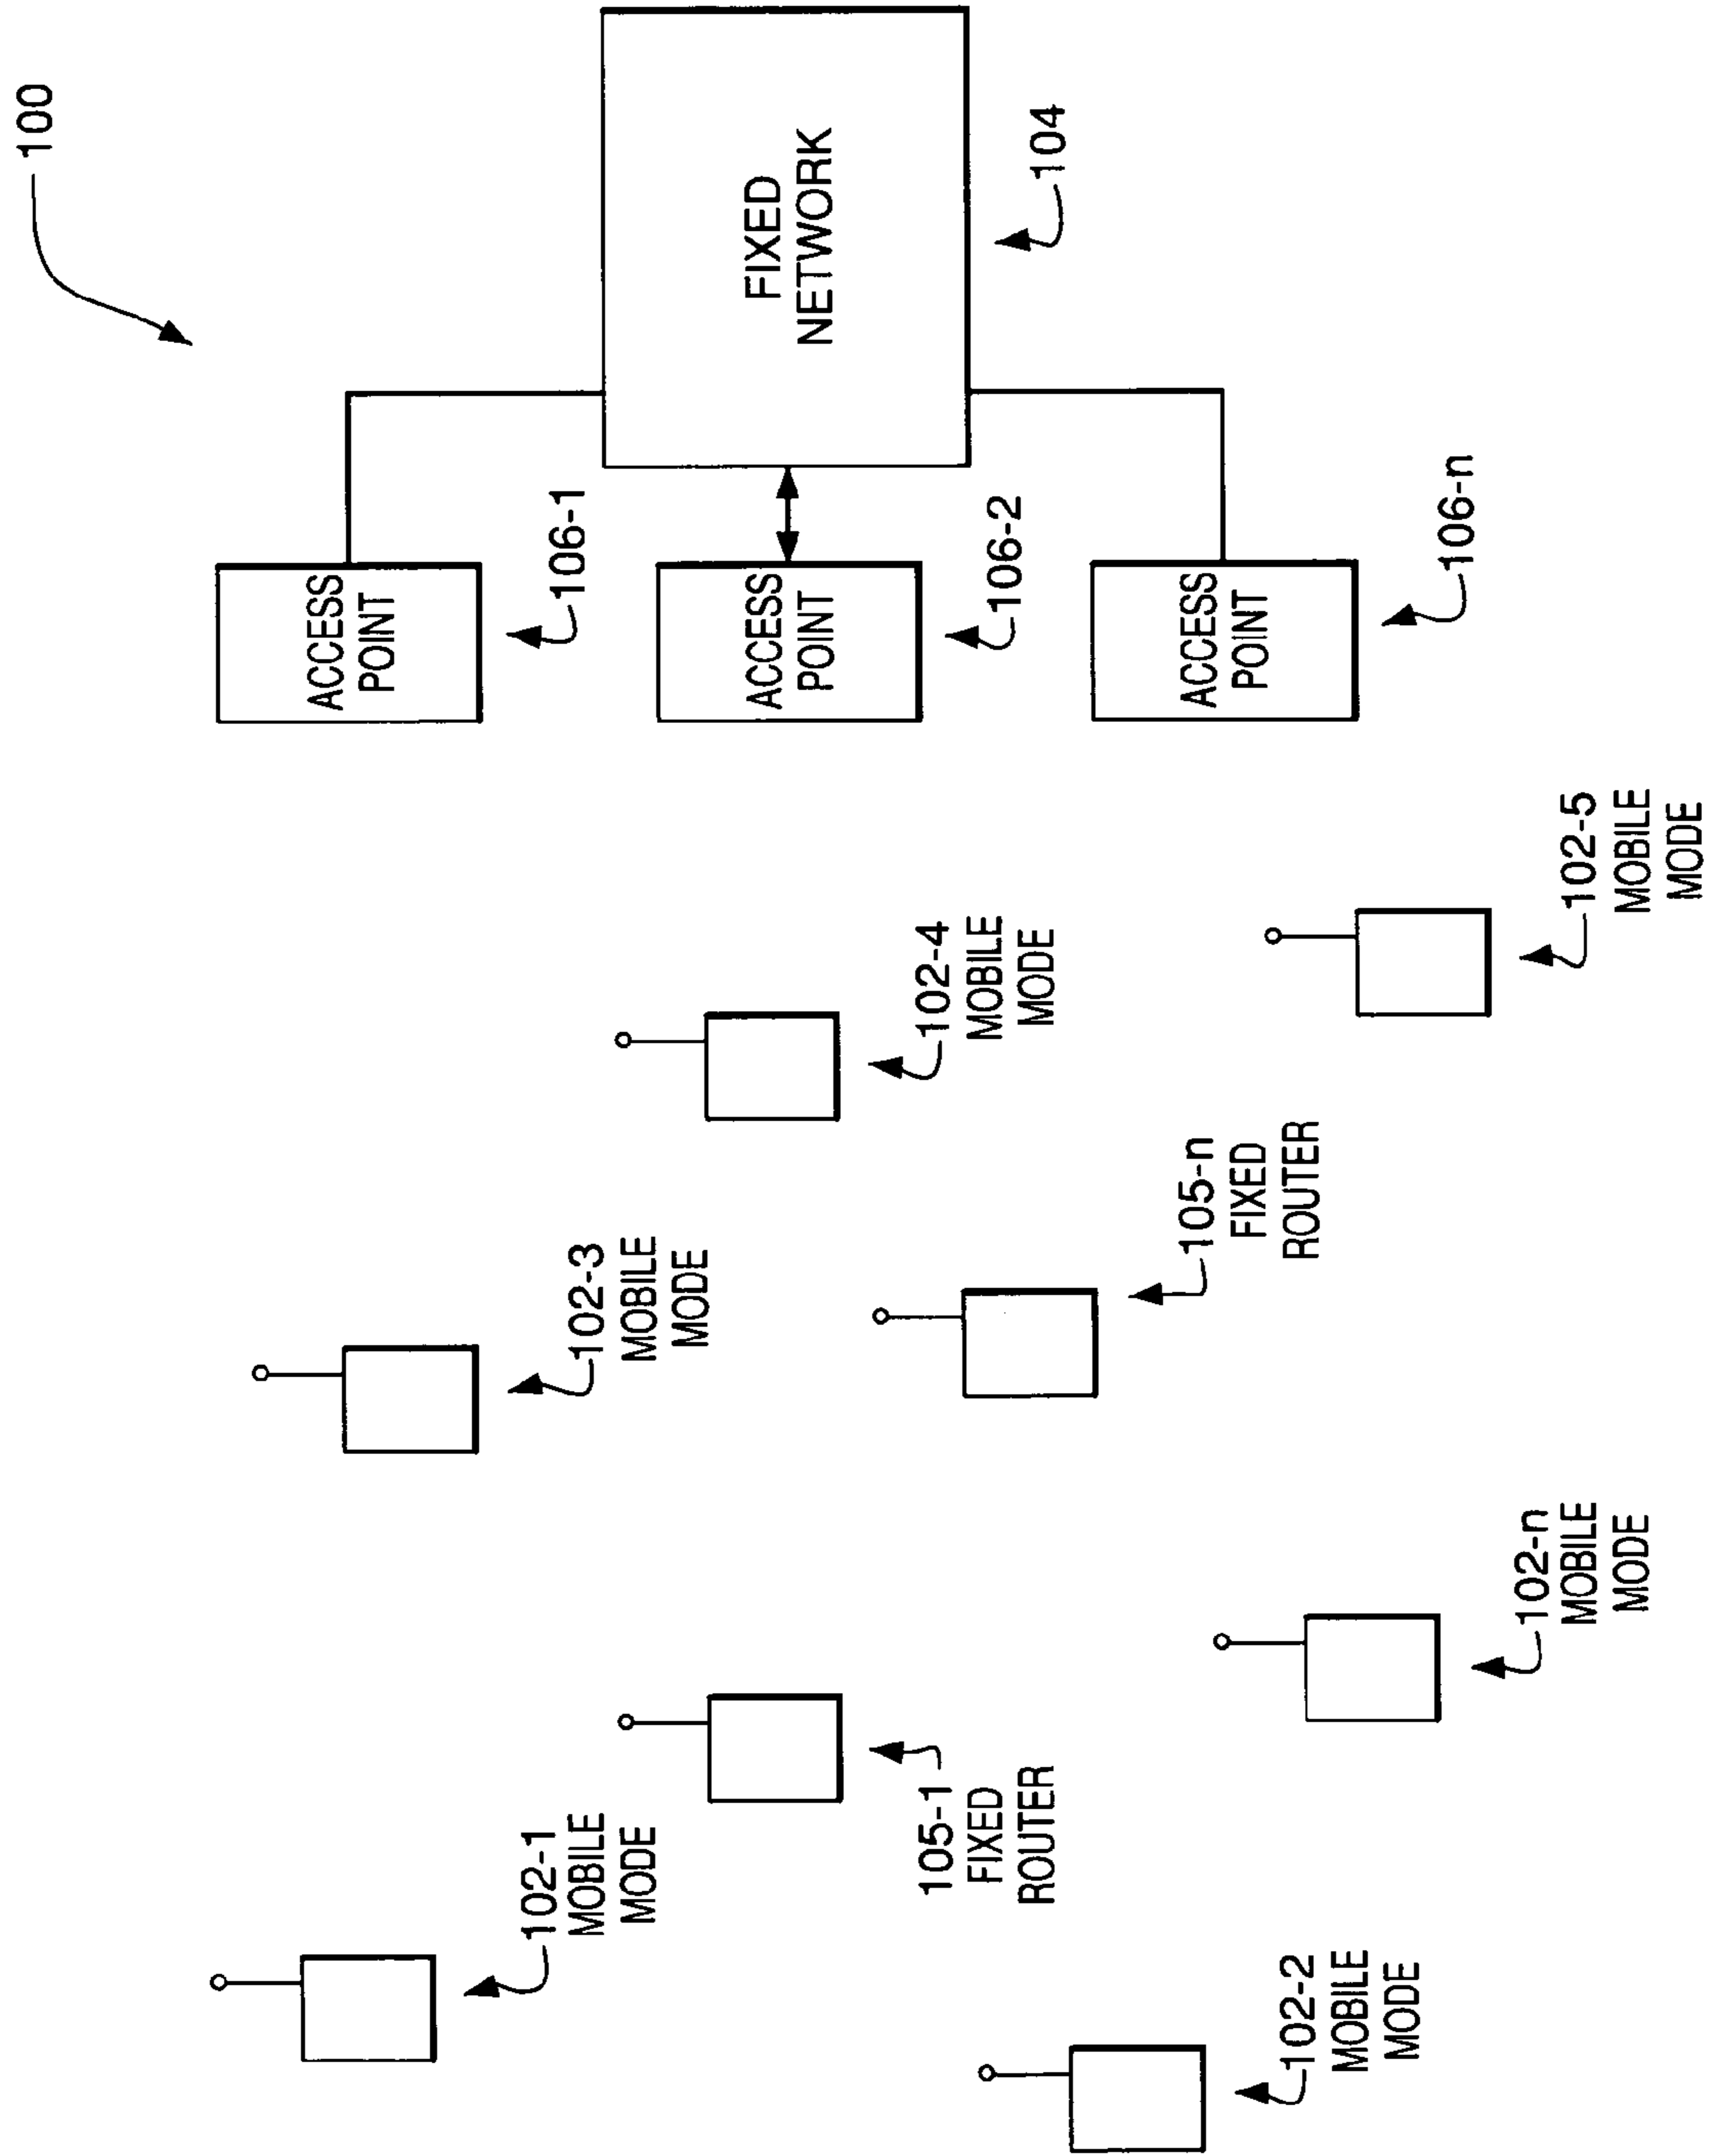 100
FIXED
NETWORK
104
ACCESS
POINT
106-1
ACCESS
POINT
106-2
ACCESS
POINT
106-n
102-3
MOBILE
MODE
102-4
MOBILE
MODE
102-5
MOBILE
MODE
105-n
FIXED
ROUTER
102-1
MOBILE
MODE
105-1
FIXED
ROUTER
102-n
MOBILE
MODE
102-2
MOBILE
MODE